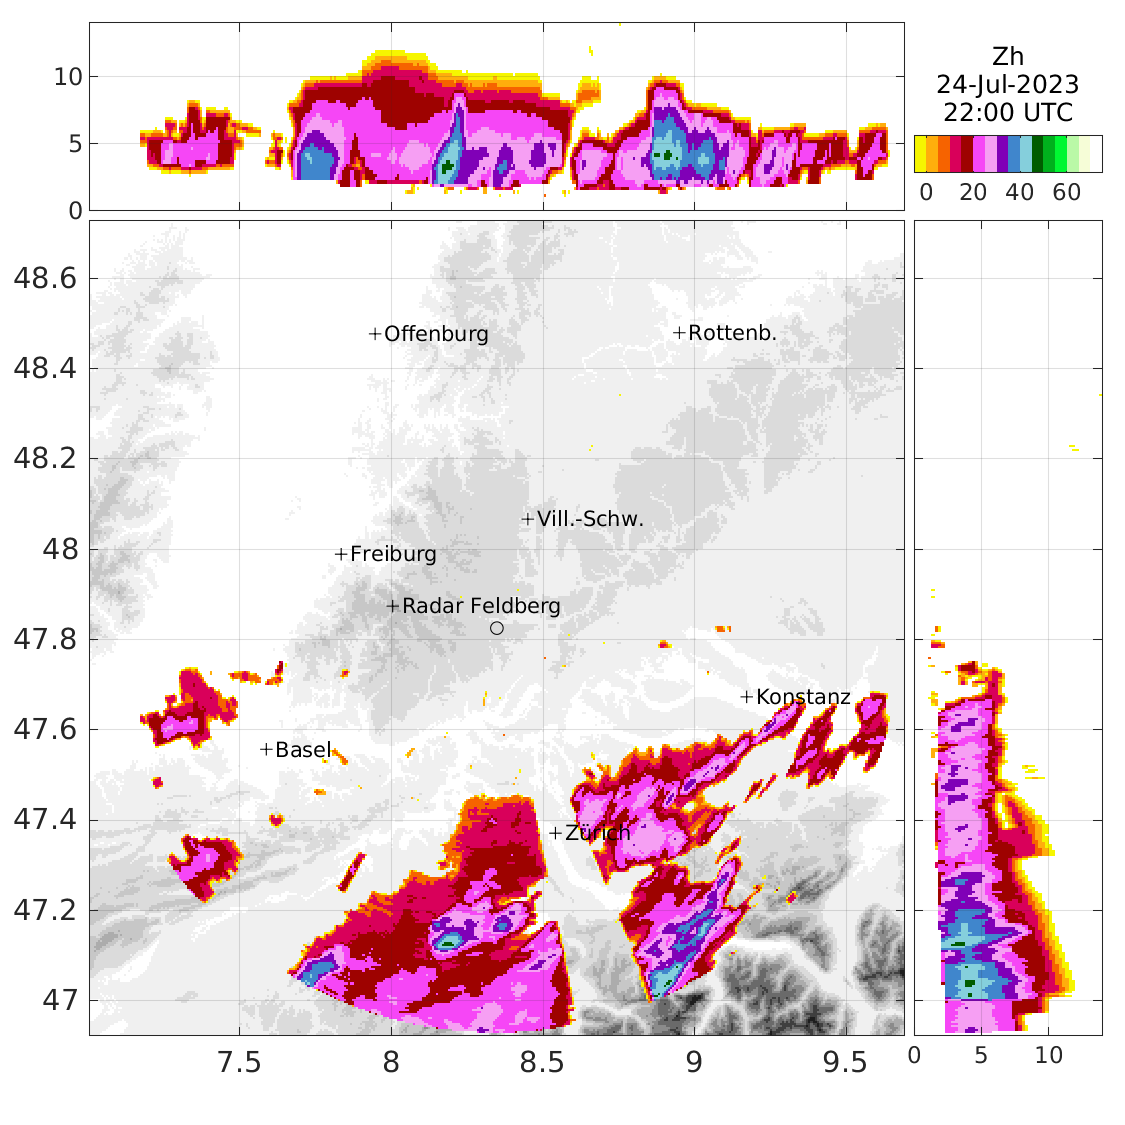 10
5
0
Zh
24-Jul-2023
22:00 UTC
0 20 40 60
48.6
48.4
48.2
48
47.8
47.6
47.4
47.2
47
+Offenburg
+Rottenb.
+Vill.-Schw.
+Freiburg
+Radar Feldberg
+Konstanz
+Basel
+Zürich
7.5 8 8.5 9 9.5
0 5 10